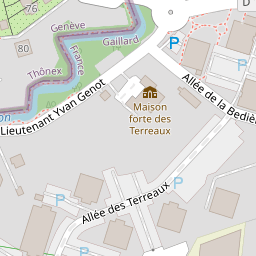 76
Genève
D
80
Gaillard
P
Thônex
France
Allée de la Bediè
Maison
forte des
Terreaux
Lieutenant Yvan Genot
on
P
Allée des Terreaux
P
P